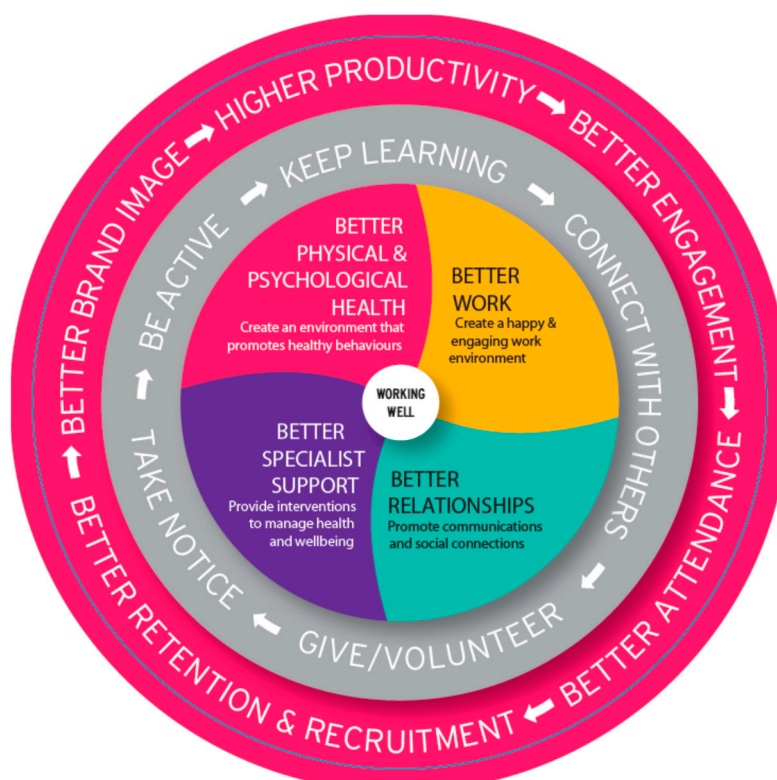 HIGHER PRODUCTIVITY
BETTER ENGAGEMENT
BETTER ATTENDANCE
BETTER RETENTION & RECRUITMENT
BETTER BRAND IMAGE
KEEP LEARNING
CONNECT WITH OTHERS
GIVE/VOLUNTEER
TAKE NOTICE
BE ACTIVE
BETTER
PHYSICAL &
PSYCHOLOGICAL
HEALTH
Create an environment that
promotes healthy behaviours
BETTER
WORK
Create a happy &
engaging work
environment
WORKING
WELL
BETTER
SPECIALIST
SUPPORT
Provide interventions
to manage health
and wellbeing
BETTER
RELATIONSHIPS
Promote communications
and social connections